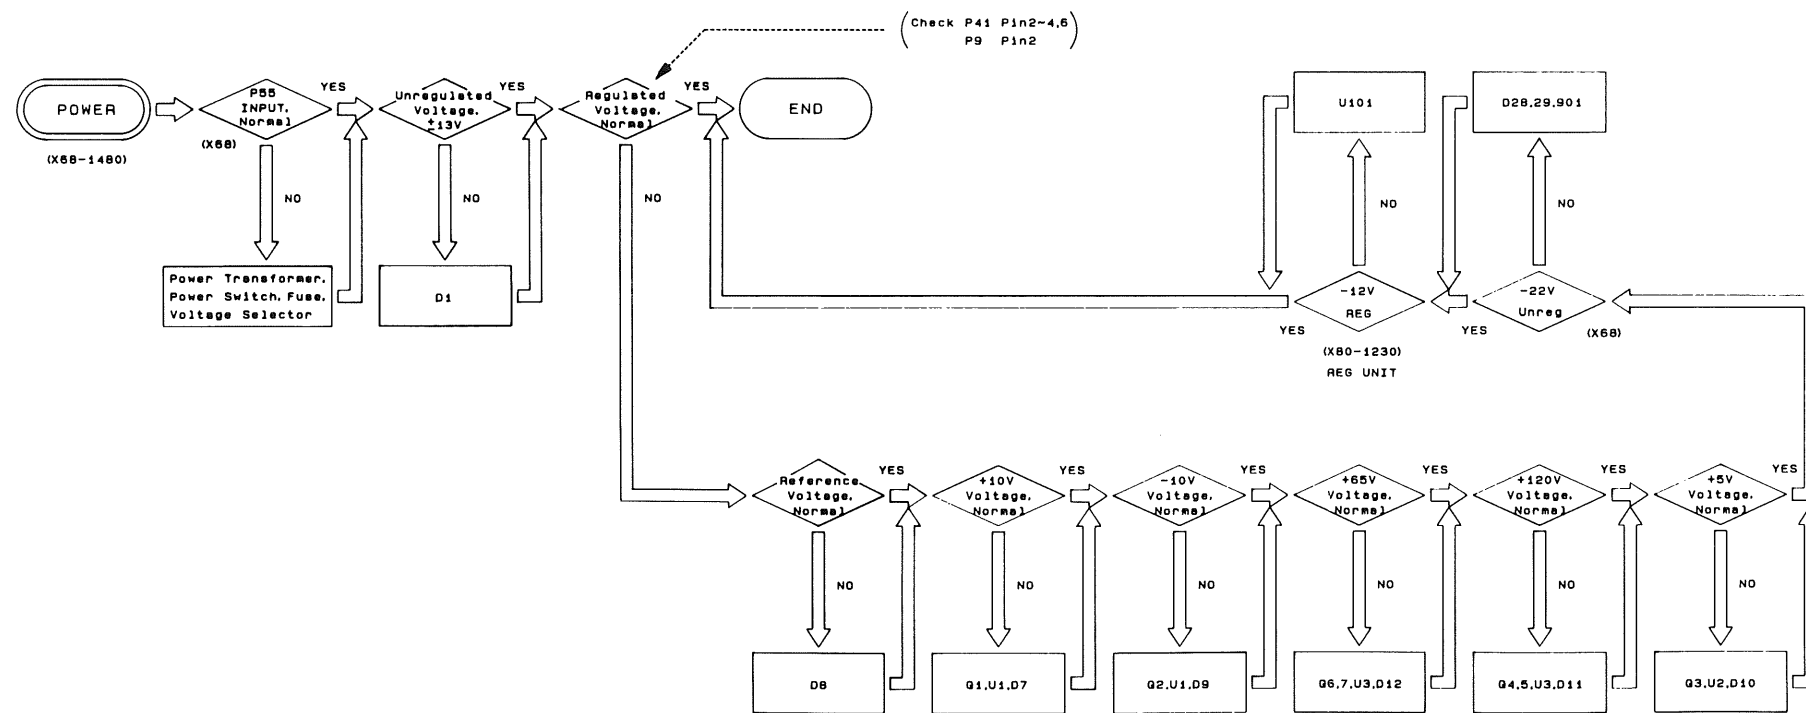 (Check P41 Pin2~4,6
P9 Pin2)
POWER
(X68-1480)
P55
INPUT.
Normal
(X68)
YES
NO
Power Transformer.
Power Switch. Fuse.
Voltage Selector
Unregulated
Voltage.
±13V
YES
NO
D1
Regulated
Voltage.
Normal
YES
NO
END
U101
NO
-12V
REG
YES
(X80-1230)
REG UNIT
D28,29,901
NO
-22V
Unreg
YES
(X68)
Reference
Voltage.
Normal
YES
NO
D8
+10V
Voltage.
Normal
YES
NO
Q1,U1,D7
-10V
Voltage.
Normal
YES
NO
Q2,U1,D9
+65V
Voltage.
Normal
YES
NO
Q6,7,U3,D12
+120V
Voltage.
Normal
YES
NO
Q4,5,U3,D11
+5V
Voltage.
Normal
YES
NO
Q3,U2,D10